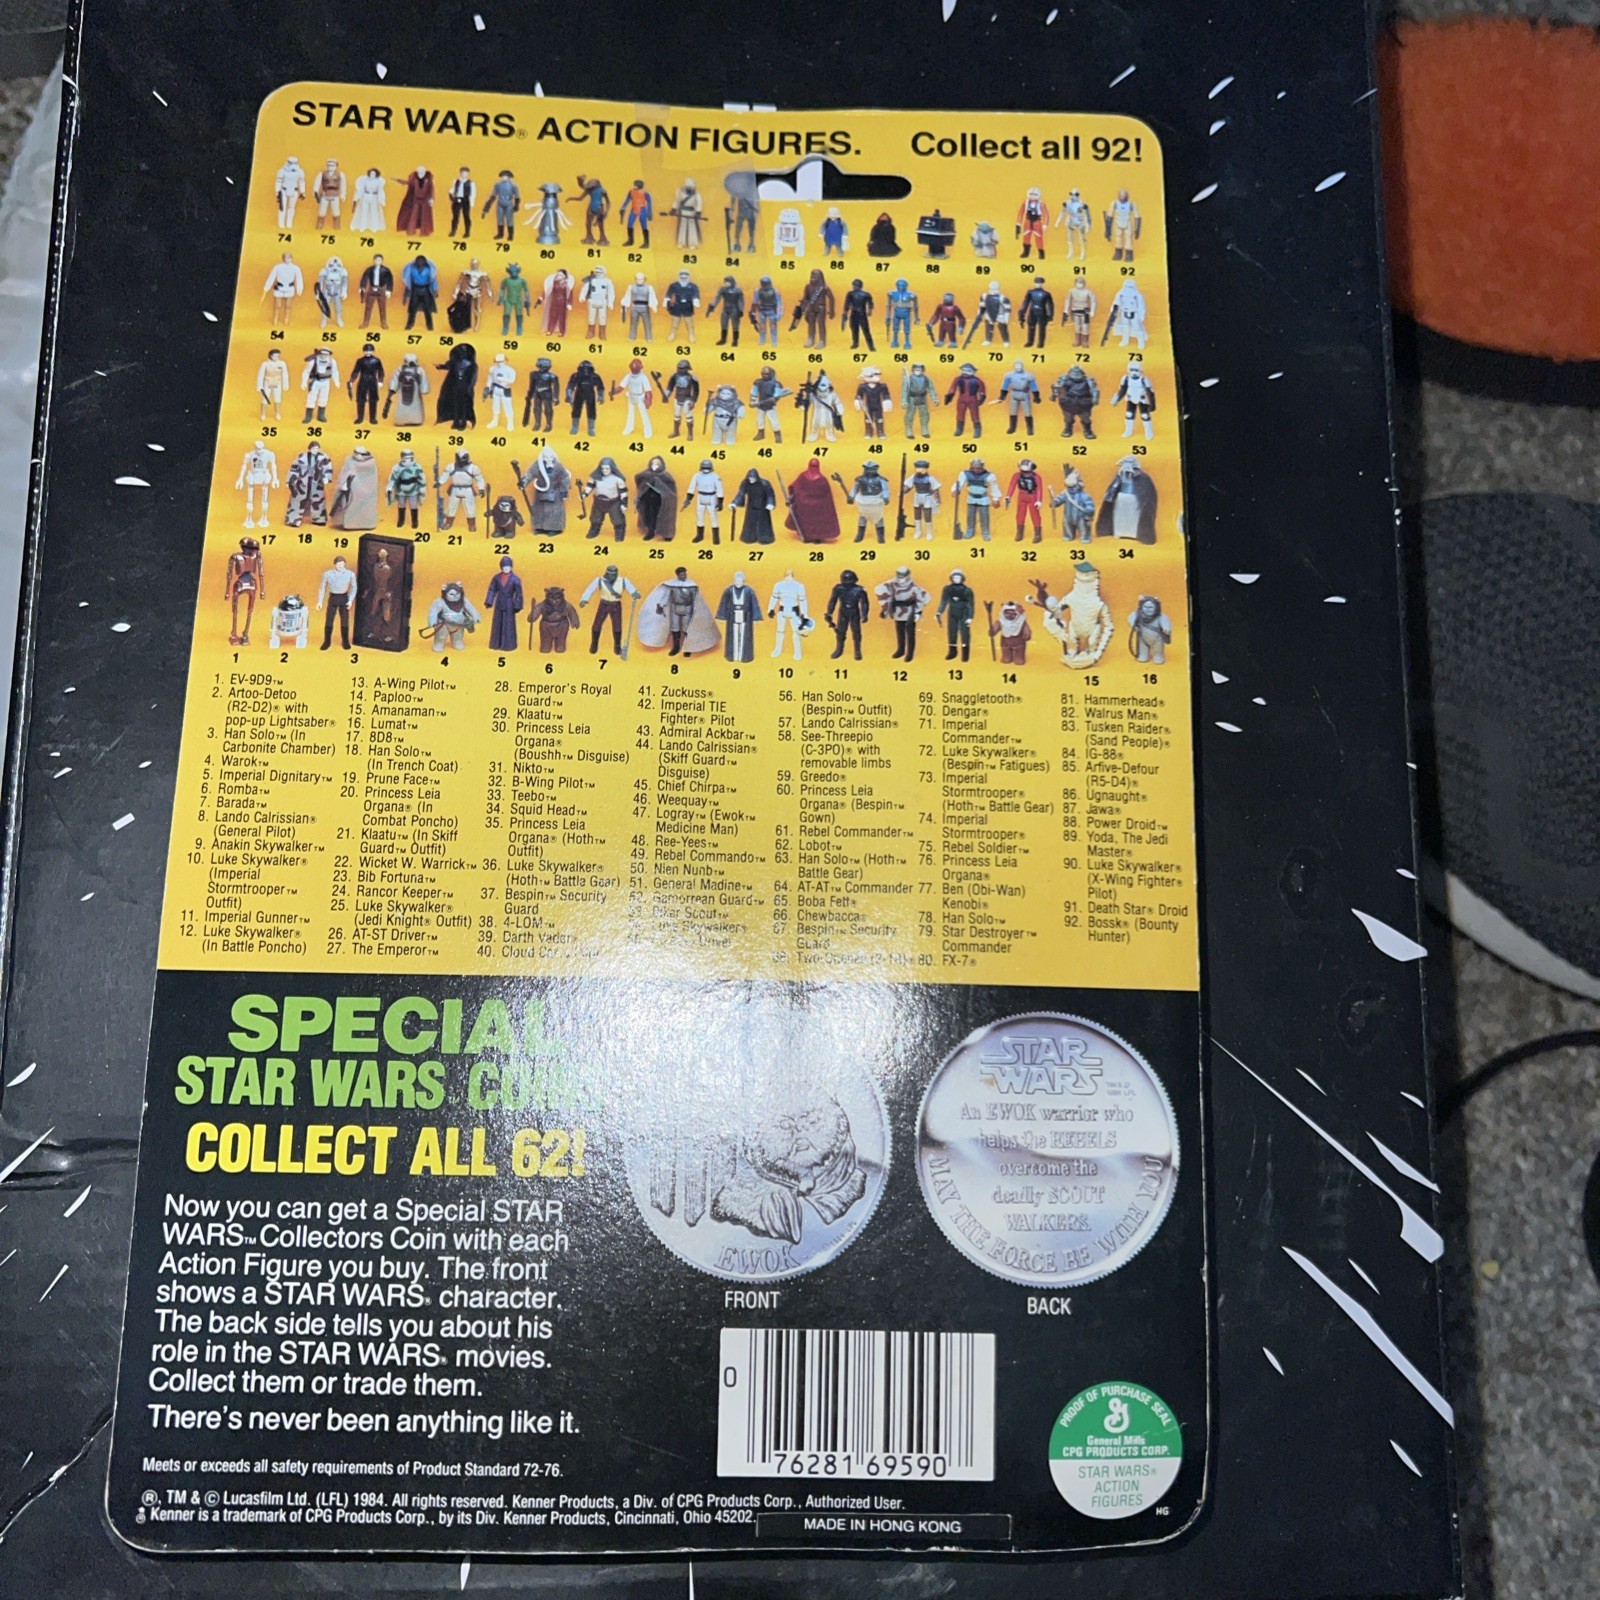 STAR WARS® ACTION FIGURES. Collect all 92!
74 75 76 77 78 79 80 81 82 83 84 85 86 87 88 89 90 91 92
54 55 56 57 58 59 60 61 62 63 64 65 66 67 68 69 70 71 72 73
35 36 37 38 39 40 41 42 43 44 45 46 47 48 49 50 51 52 53
17 18 19 20 21 22 23 24 25 26 27 28 29 30 31 32 33 34
1 2 3 4 5 6 7 8 9 10 11 12 13 14 15 16
1. EV-9D9™
2. Artoo-Detoo
(R2-D2)® with
pop-up Lightsaber®
3. Han Solo™ (In
Carbonite Chamber)
4. Warok™
5. Imperial Dignitary™
6. Romba™
7. Barada™
8. Lando Calrissian®
(General Pilot)
9. Anakin Skywalker™
10. Luke Skywalker®
(Imperial
Stormtrooper™
Outfit)
11. Imperial Gunner™
12. Luke Skywalker®
(In Battle Poncho)
13. A-Wing Pilot™
14. Paploo™
15. Amanaman™
16. Lumat™
17. 8D8™
18. Han Solo™
(In Trench Coat)
19. Prune Face™
20. Princess Leia
Organa® (In
Combat Poncho)
21. Klaatu™ (In Skiff
Guard™ Outfit)
22. Wicket W. Warrick™
23. Bib Fortuna™
24. Rancor Keeper™
25. Luke Skywalker®
(Jedi Knight® Outfit)
26. AT-ST Driver™
27. The Emperor™
28. Emperor's Royal
Guard™
29. Klaatu™
30. Princess Leia
Organa®
(Boushh™ Disguise)
31. Nikto™
32. B-Wing Pilot™
33. Teebo™
34. Squid Head™
35. Princess Leia
Organa® (Hoth™
Outfit)
36. Luke Skywalker®
(Hoth™ Battle Gear)
37. Bespin™ Security
Guard
38. 4-LOM™
39. Darth Vader®
40. Cloud Car
41. Zuckuss®
42. Imperial TIE
Fighter® Pilot
43. Admiral Ackbar™
44. Lando Calrissian®
(Skiff Guard™
Disguise)
45. Chief Chirpa™
46. Weequay™
47. Logray™ (Ewok™
Medicine Man)
48. Ree-Yees™
49. Rebel Commando™
50. Nien Nunb™
51. General Madine™
52. Gamorrean Guard™
53. Biker Scout™
Luke Skywalker®
56. Han Solo™
(Bespin™ Outfit)
57. Lando Calrissian®
58. See-Threepio
(C-3PO)® with
removable limbs
59. Greedo®
60. Princess Leia
Organa® (Bespin™
Gown)
61. Rebel Commander™
62. Lobot™
63. Han Solo™ (Hoth™
Battle Gear)
64. AT-AT™ Commander
65. Boba Fett®
66. Chewbacca®
67. Bespin™ Security
Guard
68. Two-Onebee (2-1B)®
69. Snaggletooth®
70. Dengar®
71. Imperial
Commander™
72. Luke Skywalker®
(Bespin™ Fatigues)
73. Imperial
Stormtrooper®
(Hoth™ Battle Gear)
74. Imperial
Stormtrooper®
75. Rebel Soldier™
76. Princess Leia
Organa®
77. Ben (Obi-Wan)
Kenobi®
78. Han Solo™
79. Star Destroyer™
Commander
80. FX-7®
81. Hammerhead®
82. Walrus Man®
83. Tusken Raider®
(Sand People)®
84. IG-88®
85. Arfive-Defour
(R5-D4)®
86. Ugnaught®
87. Jawa®
88. Power Droid™
89. Yoda, The Jedi
Master®
90. Luke Skywalker®
(X-Wing Fighter®
Pilot)
91. Death Star® Droid
92. Bossk® (Bounty
Hunter)
SPECIAL
STAR WARS
COLLECT ALL 62!
Now you can get a Special STAR
WARS™ Collectors Coin with each
Action Figure you buy. The front
shows a STAR WARS® character.
The back side tells you about his
role in the STAR WARS® movies.
Collect them or trade them.
There's never been anything like it.
EWOK
FRONT
STAR
WARS
An EWOK warrior who
helps the REBELS
overcome the
deadly SCOUT
WALKERS
MAY THE FORCE BE WITH YOU
BACK
0 76281 69590
PROOF OF PURCHASE SEAL
General Mills
CPG PRODUCTS CORP.
STAR WARS®
ACTION
FIGURES
HG
Meets or exceeds all safety requirements of Product Standard 72-76.
®, TM & © Lucasfilm Ltd. (LFL) 1984. All rights reserved. Kenner Products, a Div. of CPG Products Corp., Authorized User.
Kenner is a trademark of CPG Products Corp., by its Div. Kenner Products, Cincinnati, Ohio 45202.
MADE IN HONG KONG